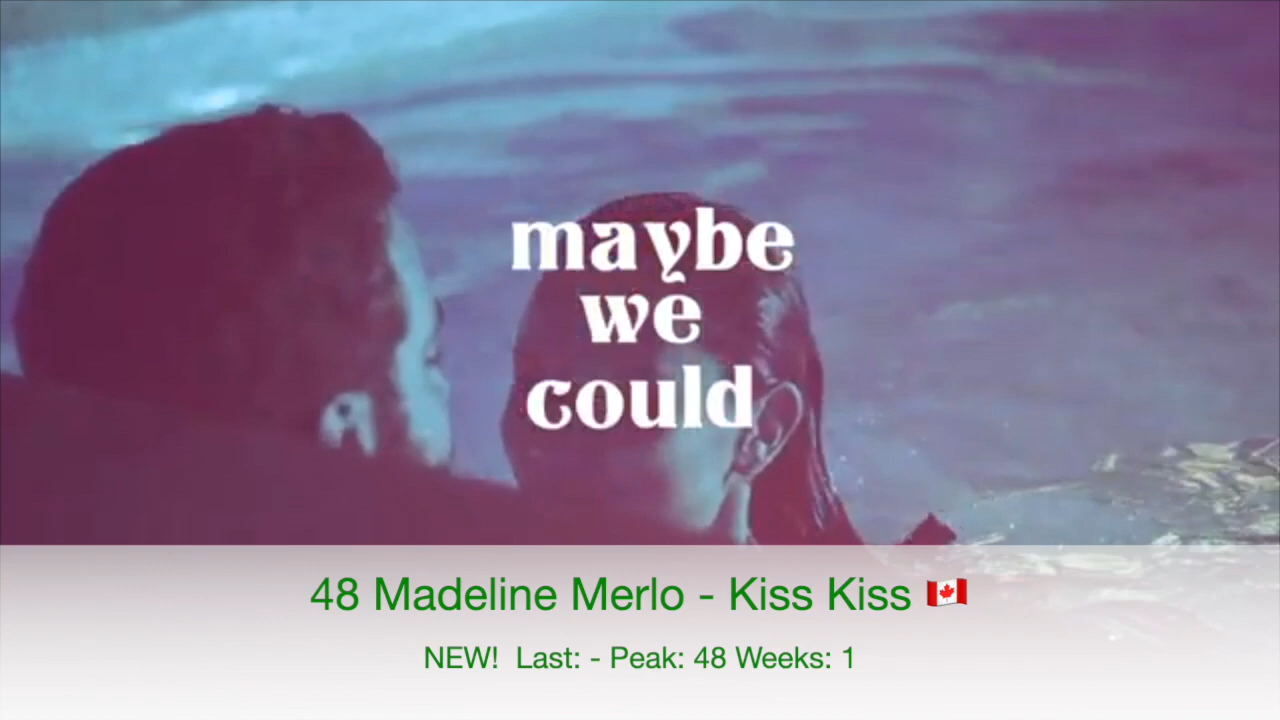 maybe
we
could
48 Madeline Merlo - Kiss Kiss 🇨🇦
NEW!  Last: - Peak: 48 Weeks: 1